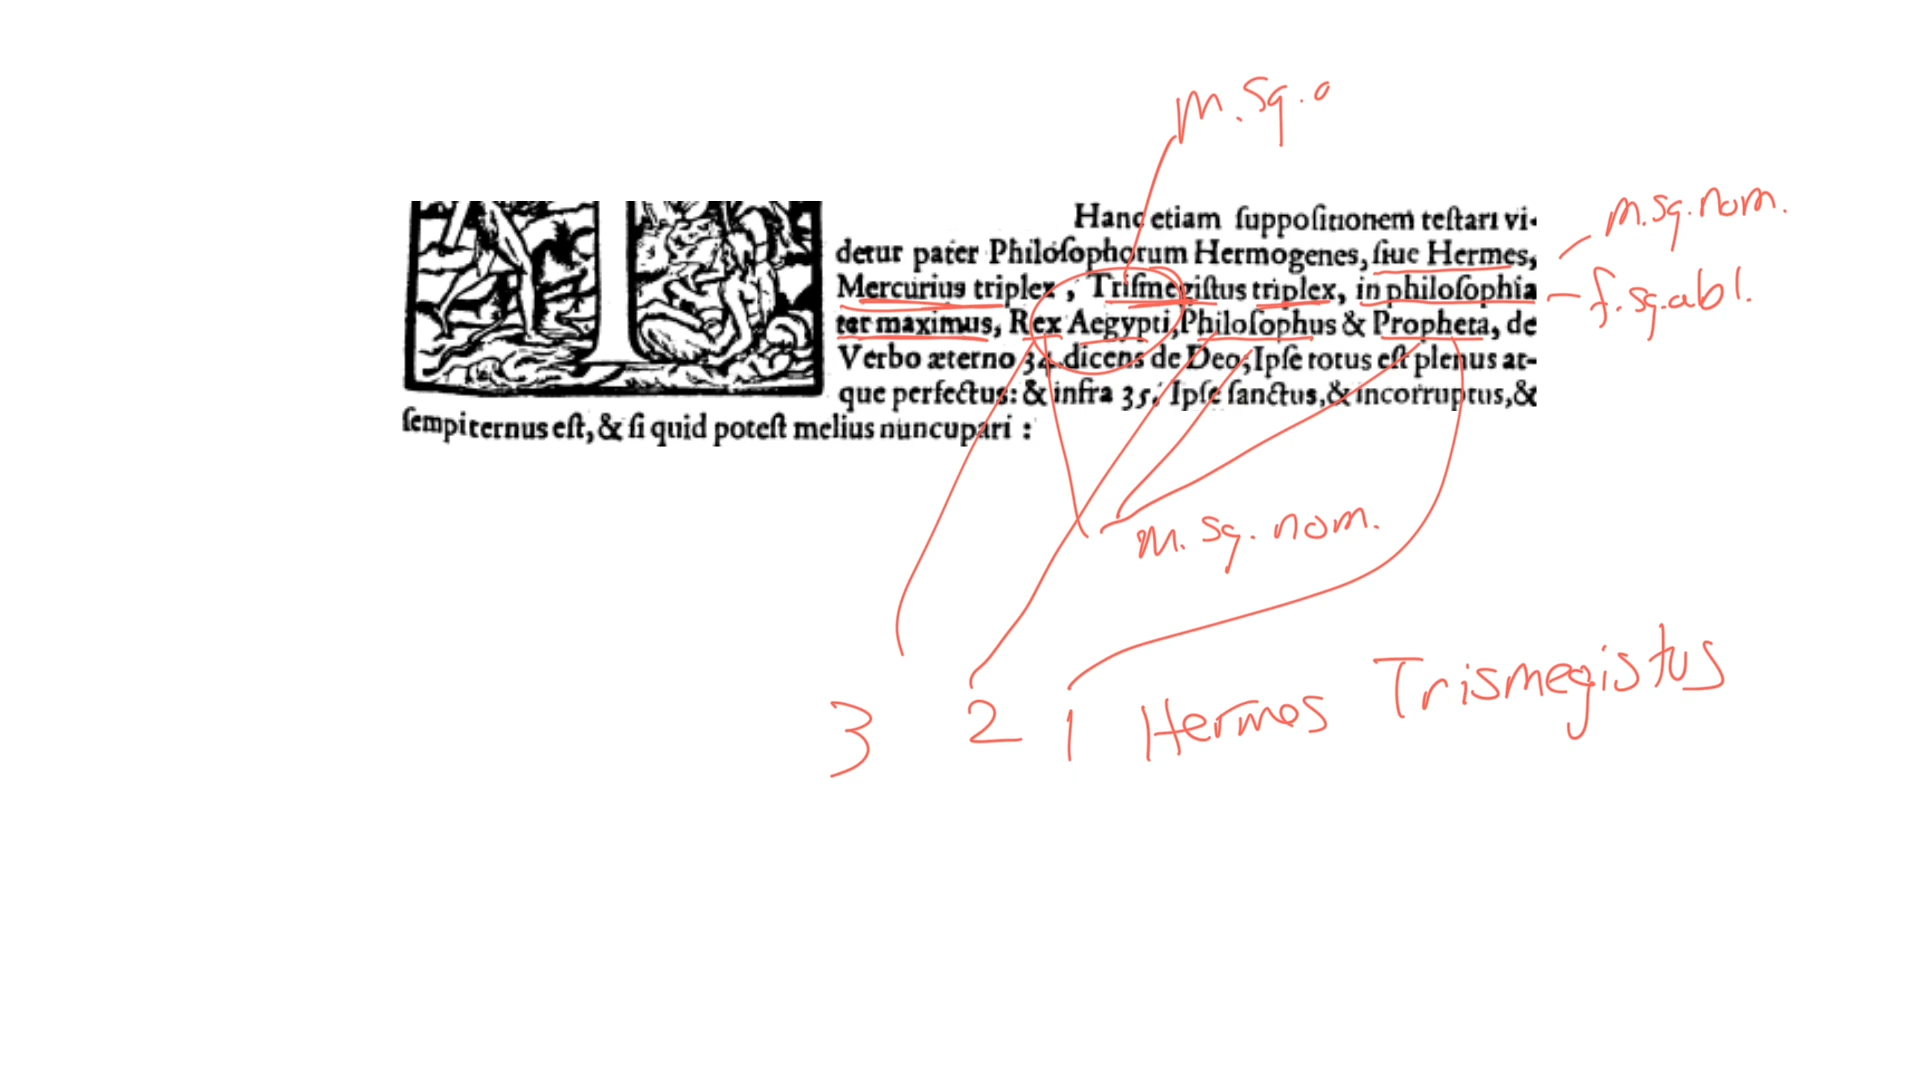 m. sg. o
Hanc etiam ſuppoſitionem teſtari vi-
m. sg. nom.
detur pater Philoſophorum Hermogenes, ſiue Hermes,
Mercurius triplex, Triſmegiſtus triplex, in philoſophia
f. sg. abl.
ter maximus, Rex Aegypti, Philoſophus & Propheta, de
Verbo æterno 34 dicens de Deo, Ipſe totus eſt plenus at-
que perfectus: & infra 35. Ipſe ſanctus, & incorruptus, &
ſempiternus eſt, & ſi quid poteſt melius nuncupari :
m. sg. nom.
3 2 1 Hermes Trismegistus